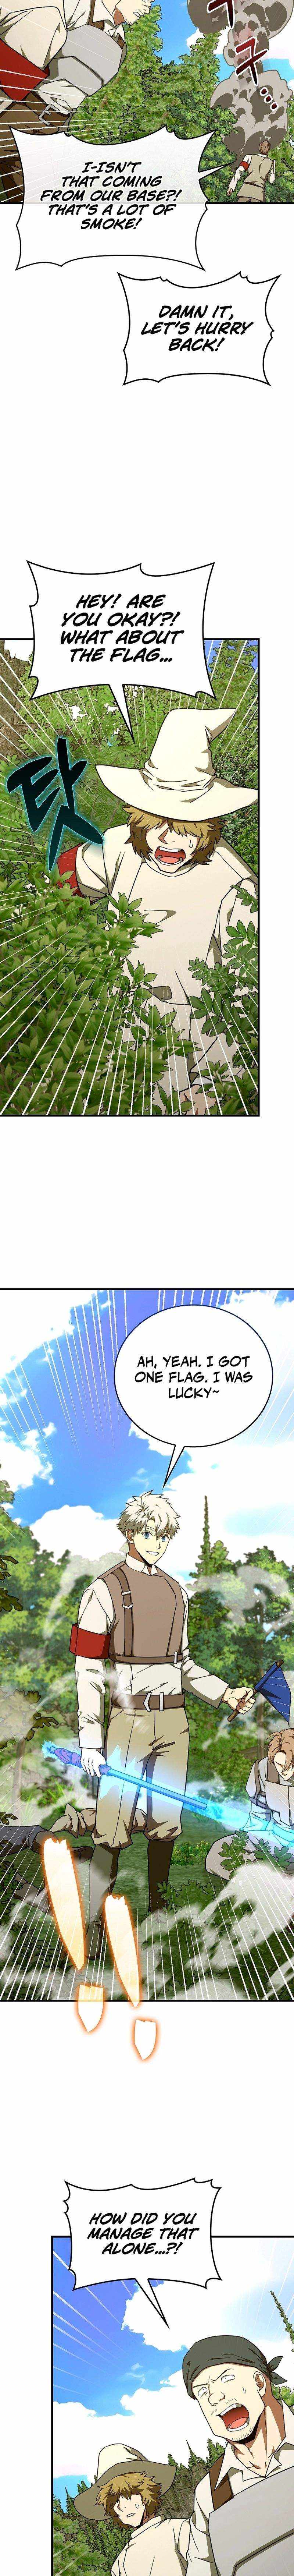 I-ISN'T
THAT COMING
FROM OUR BASE?!
THAT'S A LOT OF
SMOKE!
DAMN IT,
LET'S HURRY
BACK!
HEY! ARE
YOU OKAY?!
WHAT ABOUT
THE FLAG...
탓
AH, YEAH. I GOT
ONE FLAG. I WAS
LUCKY~
HOW DID YOU
MANAGE THAT
ALONE...?!